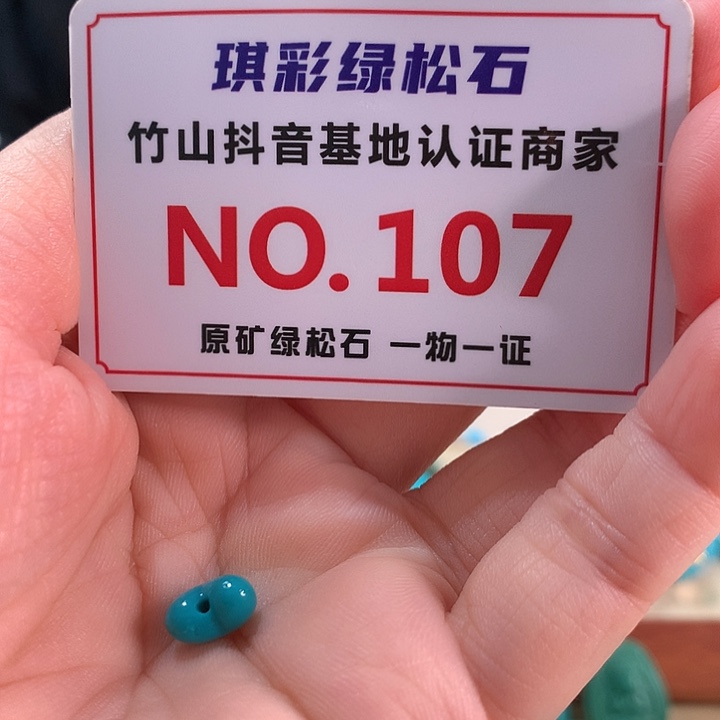 琪彩绿松石
竹山抖音基地认证商家
NO.107
原矿绿松石 一物一证